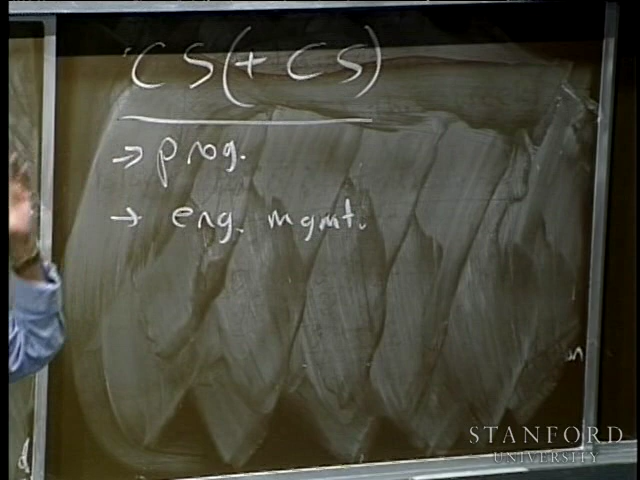 CS(+CS)
→ prog.
→ eng. mgmt.
STANFORD
UNIVERSITY